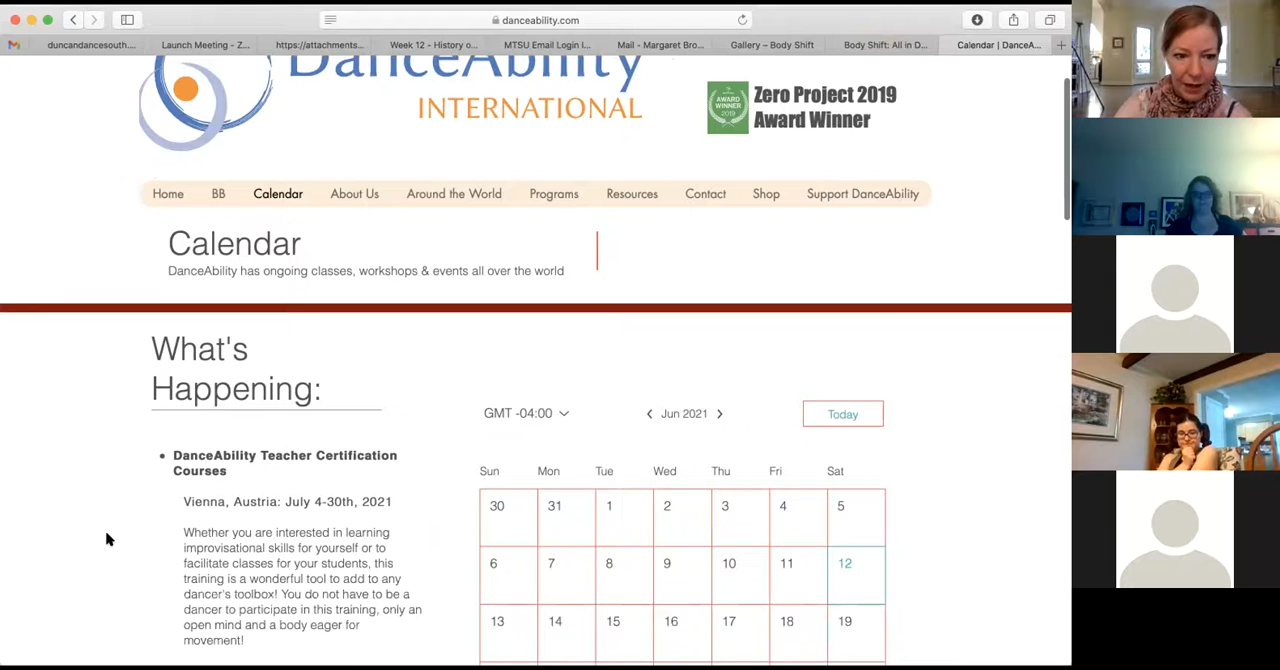 danceability.com
duncandancesouth....
Launch Meeting - Z...
https://attachments...
Week 12 - History o...
MTSU Email Login I...
Mail - Margaret Bro...
Gallery – Body Shift
Body Shift: All in D...
Calendar | DanceA...
DanceAbility
INTERNATIONAL
AWARD
WINNER
2019
Zero Project 2019
Award Winner
Home
BB
Calendar
About Us
Around the World
Programs
Resources
Contact
Shop
Support DanceAbility
Calendar
DanceAbility has ongoing classes, workshops & events all over the world
What's
Happening:
• DanceAbility Teacher Certification
Courses
Vienna, Austria: July 4-30th, 2021
Whether you are interested in learning
improvisational skills for yourself or to
facilitate classes for your students, this
training is a wonderful tool to add to any
dancer's toolbox! You do not have to be a
dancer to participate in this training, only an
open mind and a body eager for
movement!
GMT -04:00
Jun 2021
Today
Sun Mon Tue Wed Thu Fri Sat
30 31 1 2 3 4 5
6 7 8 9 10 11 12
13 14 15 16 17 18 19